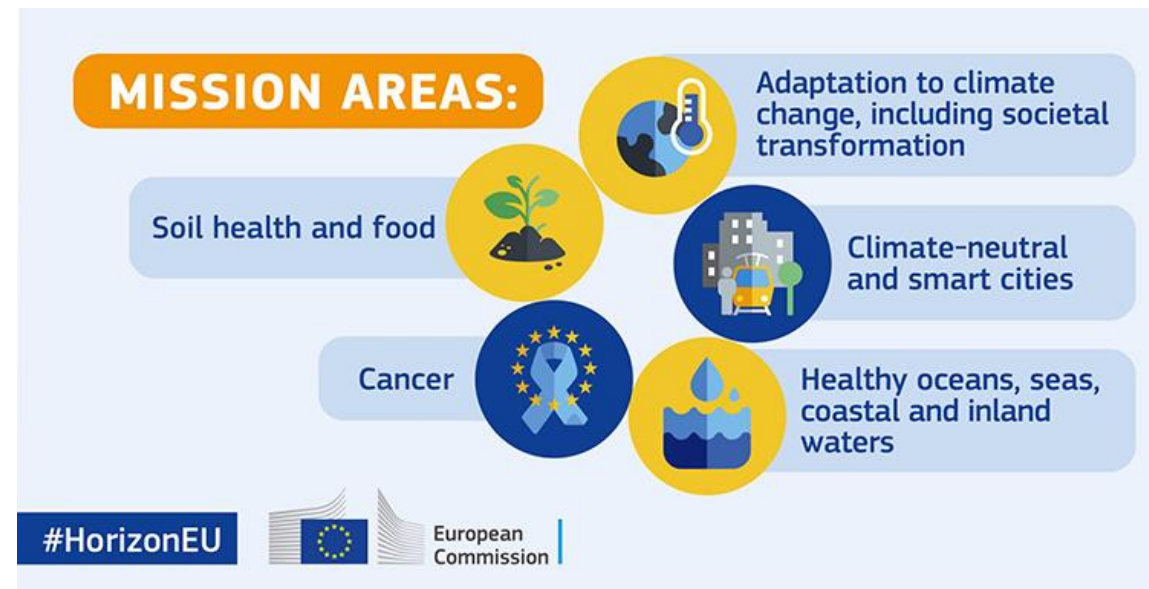 MISSION AREAS:
Adaptation to climate
change, including societal
transformation
Soil health and food
Climate-neutral
and smart cities
Cancer
Healthy oceans, seas,
coastal and inland
waters
#HorizonEU
European
Commission